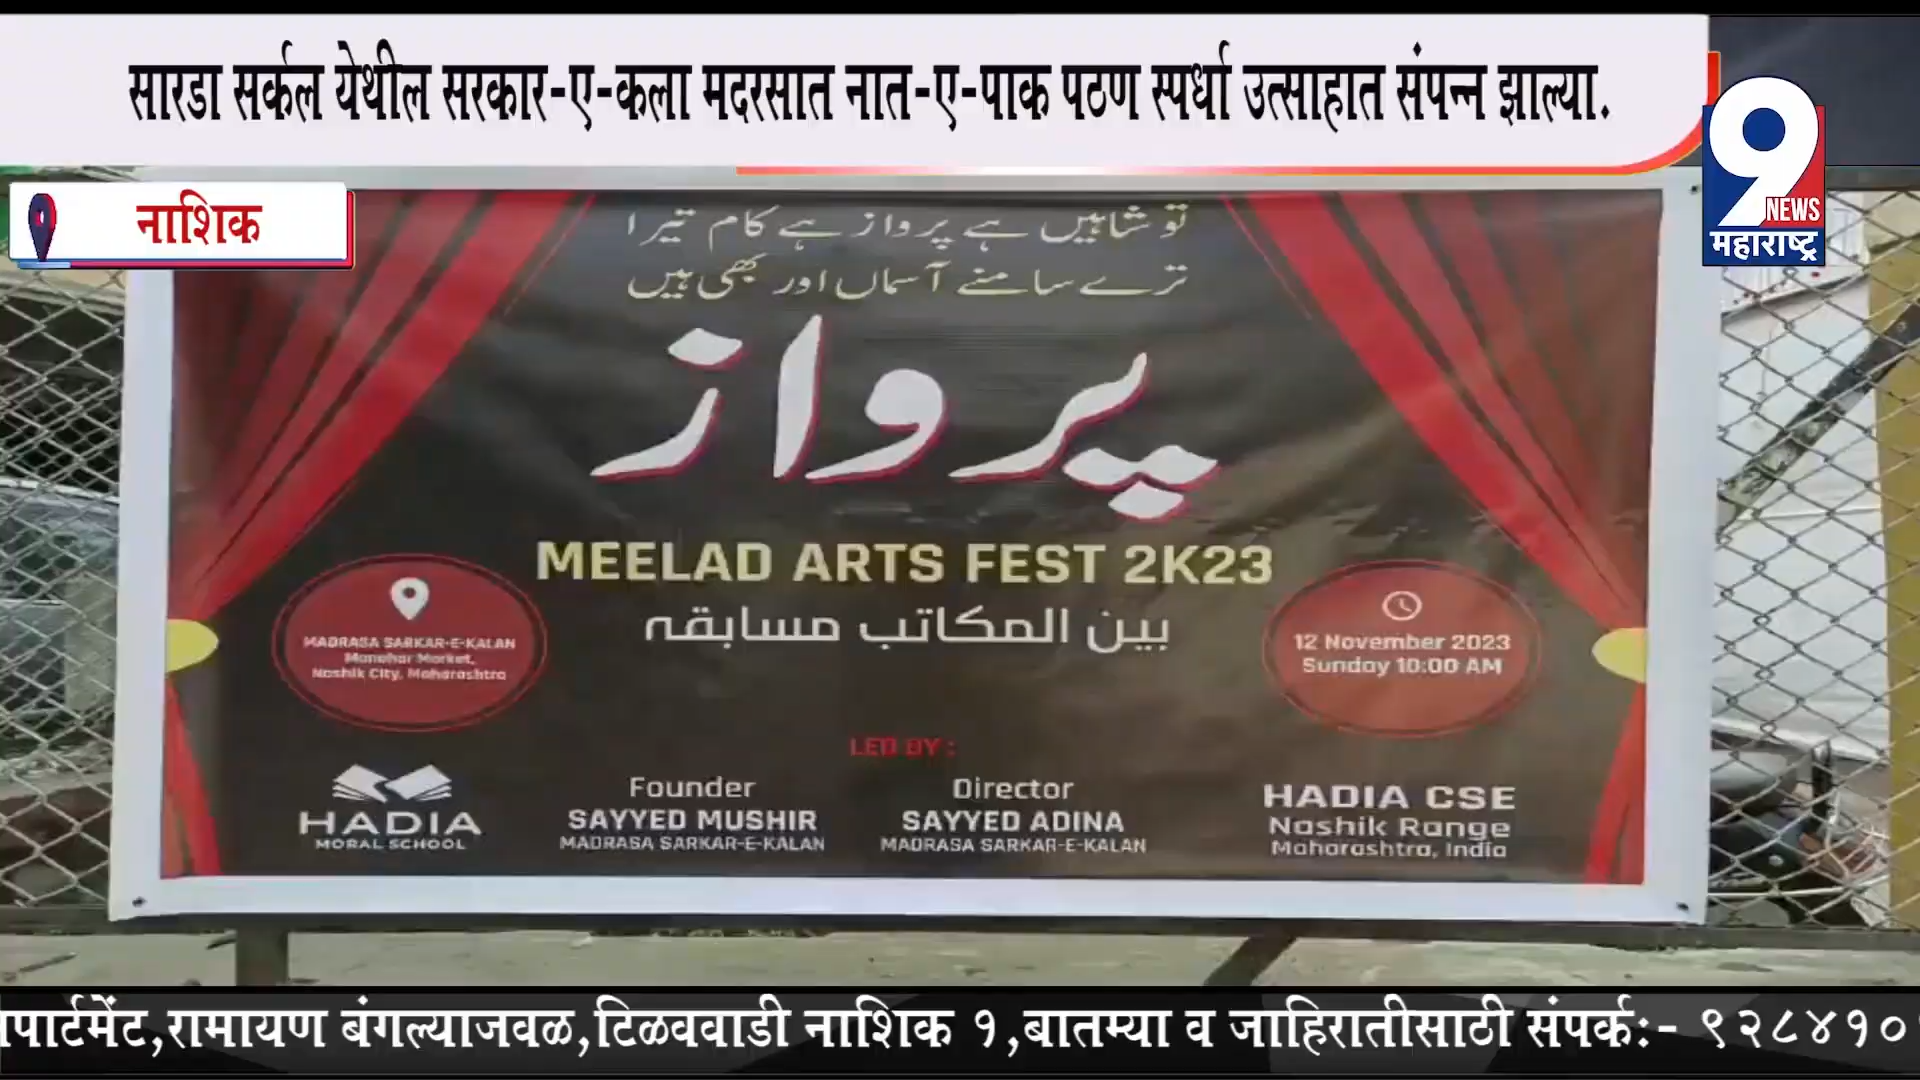 सारडा सर्कल येथील सरकार-ए-कला मदरसात नात-ए-पाक पठण स्पर्धा उत्साहात संपन्न झाल्या.
9
NEWS
महाराष्ट्र
नाशिक
تو شاہیں ہے پرواز ہے کام تیرا
ترے سامنے آسماں اور بھی ہیں
پرواز
MEELAD ARTS FEST 2K23
بین المکاتب مسابقہ
MADRASA SARKAR-E-KALAN
Manohar Market,
Nashik City, Maharashtra
12 November 2023
Sunday 10:00 AM
LED BY :
HADIA
MORAL SCHOOL
Founder
SAYYED MUSHIR
MADRASA SARKAR-E-KALAN
Director
SAYYED ADINA
MADRASA SARKAR-E-KALAN
HADIA CSE
Nashik Range
Maharashtra, India
पार्टमेंट,रामायण बंगल्याजवळ,टिळकवाडी नाशिक १,बातम्या व जाहिरातीसाठी संपर्क:- ९२८४१०